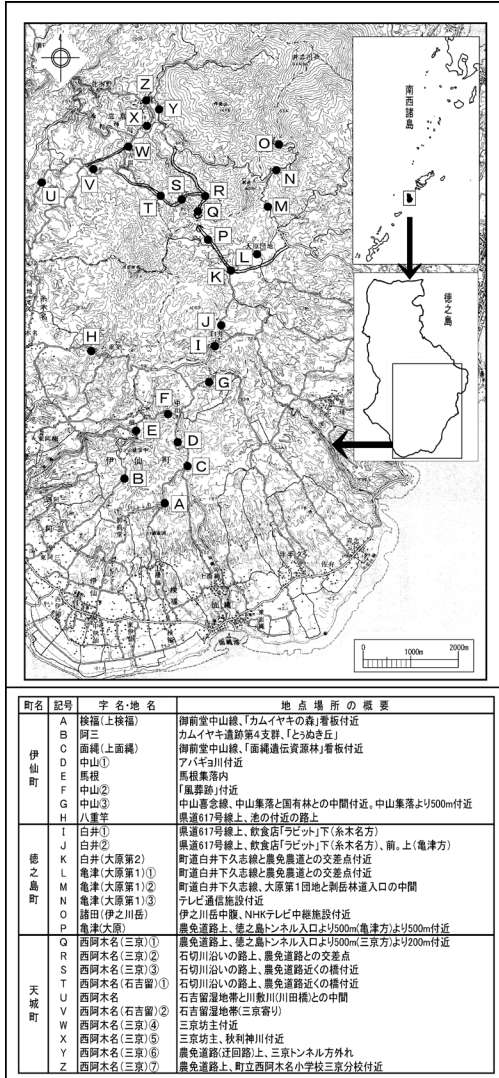 南西諸島
徳之島
Z
Y
X
W
O
N
V
U
S
R
T
Q
M
P
大原団地
L
K
J
白井
I
H
G
F
E
D
伊仙町
C
B
A
0 1000m 2000m
町名 記号 字名・地名 地点場所の概要
伊仙町
A 検福(上検福) 御前堂中山線、「カムイヤキの森」看板付近
B 阿三 カムイヤキ遺跡第4支群、「とぅぬき丘」
C 面縄(上面縄) 御前堂中山線、「面縄遺伝資源林」看板付近
D 中山① アバギョ川付近
E 馬根 馬根集落内
F 中山② 「風葬跡」付近
G 中山③ 中山喜念線、中山集落と国有林との中間付近。中山集落より500m付近
H 八重竿 県道617号線上、池の付近の路上
徳之島町
I 白井① 県道617号線上、飲食店「ラビット」下(糸木名方)
J 白井② 県道617号線上、飲食店「ラビット」下(糸木名方)、前。上(亀津方)
K 白井(大原第2) 町道白井下久志線と農免農道との交差点付近
L 亀津(大原第1)① 町道白井下久志線と農免農道との交差点付近
M 亀津(大原第1)② 町道白井下久志線、大原第1団地と剥岳林道入口の中間
N 亀津(大原第1)③ テレビ通信施設付近
O 諸田(伊之川岳) 伊之川岳中腹、NHKテレビ中継施設付近
P 亀津(大原) 農免道路上、徳之島トンネル入口より500m(亀津方)より500m付近
天城町
Q 西阿木名(三京)① 農免道路上、徳之島トンネル入口より500m(三京方)より200m付近
R 西阿木名(三京)② 石切川沿いの路上、農免道路との交差点
S 西阿木名(三京)③ 石切川沿いの路上、農免道路近くの橋付近
T 西阿木名(石吉留)① 石切川沿いの路上、農免道路近くの橋付近
U 西阿木名 石吉留湿地帯と川敷川(川田橋)との中間
V 西阿木名(石吉留)② 石吉留湿地帯(三京寄り)
W 西阿木名(三京)④ 三京坊主付近
X 西阿木名(三京)⑤ 三京坊主、秋利神川付近
Y 西阿木名(三京)⑥ 農免道路(迂回路)上、三京トンネル方外れ
Z 西阿木名(三京)⑦ 農免道路上、町立西阿木名小学校三京分校付近